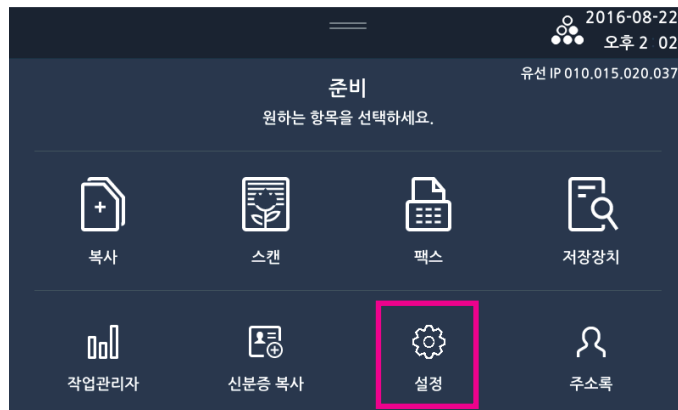 2016-08-22
오후 2 02
유선 IP 010.015.020.037
준비
원하는 항목을 선택하세요.
복사 스캔 팩스 저장장치
작업관리자 신분증 복사 설정 주소록